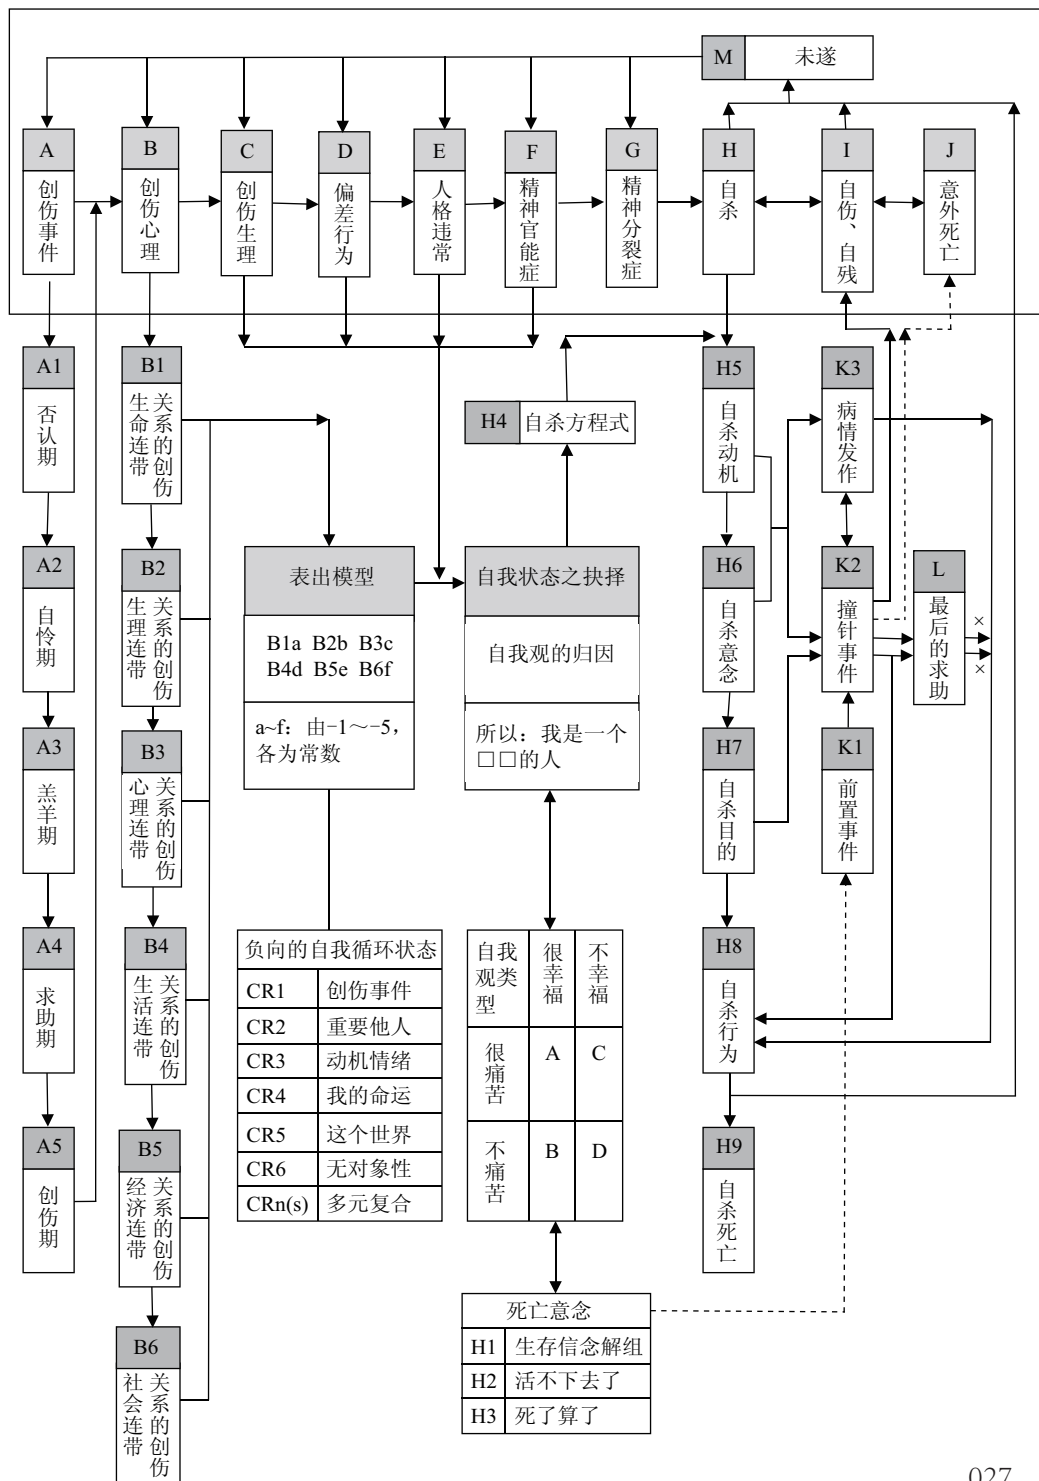 M 未遂
A 创伤事件
B 创伤心理
C 创伤生理
D 偏差行为
E 人格违常
F 精神官能症
G 精神分裂症
H 自杀
I 自伤、自残
J 意外死亡
A1 否认期
A2 自怜期
A3 羔羊期
A4 求助期
A5 创伤期
B1 生命连带
关系的创伤
B2 生理连带
关系的创伤
B3 心理连带
关系的创伤
B4 生活连带
关系的创伤
B5 经济连带
关系的创伤
B6 社会连带
关系的创伤
表出模型
B1a B2b B3c
B4d B5e B6f
a~f：由-1～-5，
各为常数
负向的自我循环状态
CR1 创伤事件
CR2 重要他人
CR3 动机情绪
CR4 我的命运
CR5 这个世界
CR6 无对象性
CRn(s) 多元复合
H4 自杀方程式
自我状态之抉择
自我观的归因
所以：我是一个
□□的人
自我观类型 很幸福 不幸福
很痛苦 A C
不痛苦 B D
死亡意念
H1 生存信念解组
H2 活不下去了
H3 死了算了
H5 自杀动机
H6 自杀意念
H7 自杀目的
H8 自杀行为
H9 自杀死亡
K3 病情发作
K2 撞针事件
K1 前置事件
L 最后的求助
×
×
027